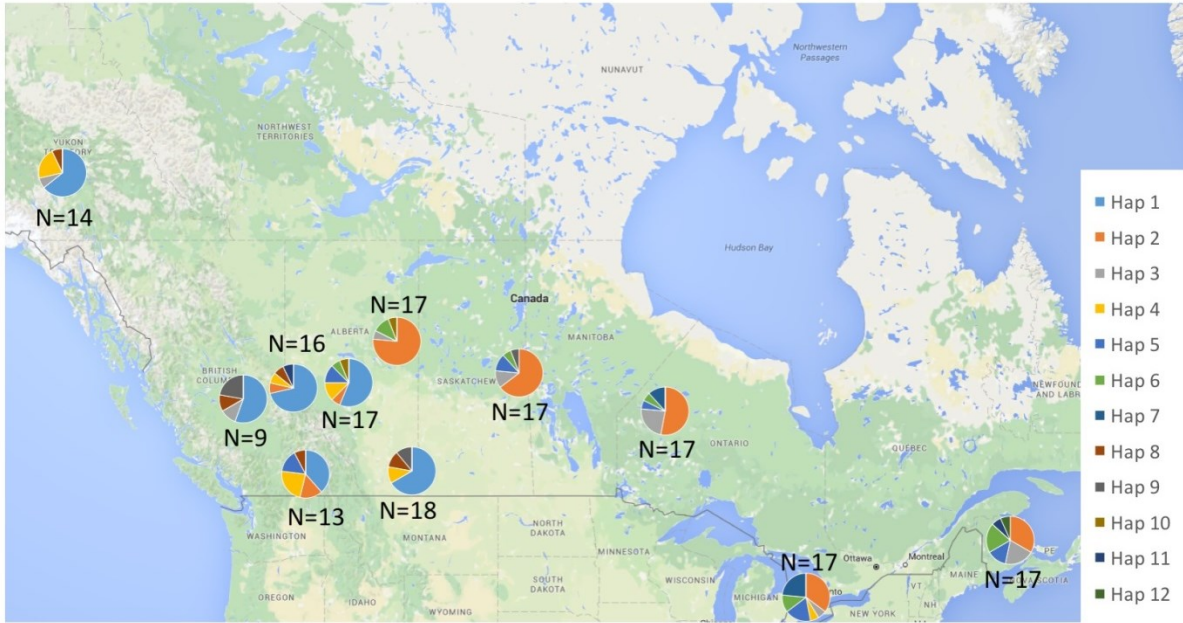 Northwestern
Passages
NUNAVUT
NORTHWEST
TERRITORIES
YUKON
N=14
Hudson Bay
Canada
N=17
ALBERTA
MANITOBA
N=16
BRITISH
COLUM
SASKATCHEW
NEWFOUND
AND LABR
N=9
N=17
N=17
N=17
ONTARIO
QUEBEC
N=13
N=18
WASHINGTON
MONTANA
NORTH
DAKOTA
MINNESOTA
N=17
Ottawa
Montreal
PE
MAINE
N=17
OVA SCOTIA
OREGON
IDAHO
SOUTH
DAKOTA
WISCONSIN
MICHIGAN
nto
VT
NH
NEW YORK
WYOMING
Hap 1
Hap 2
Hap 3
Hap 4
Hap 5
Hap 6
Hap 7
Hap 8
Hap 9
Hap 10
Hap 11
Hap 12